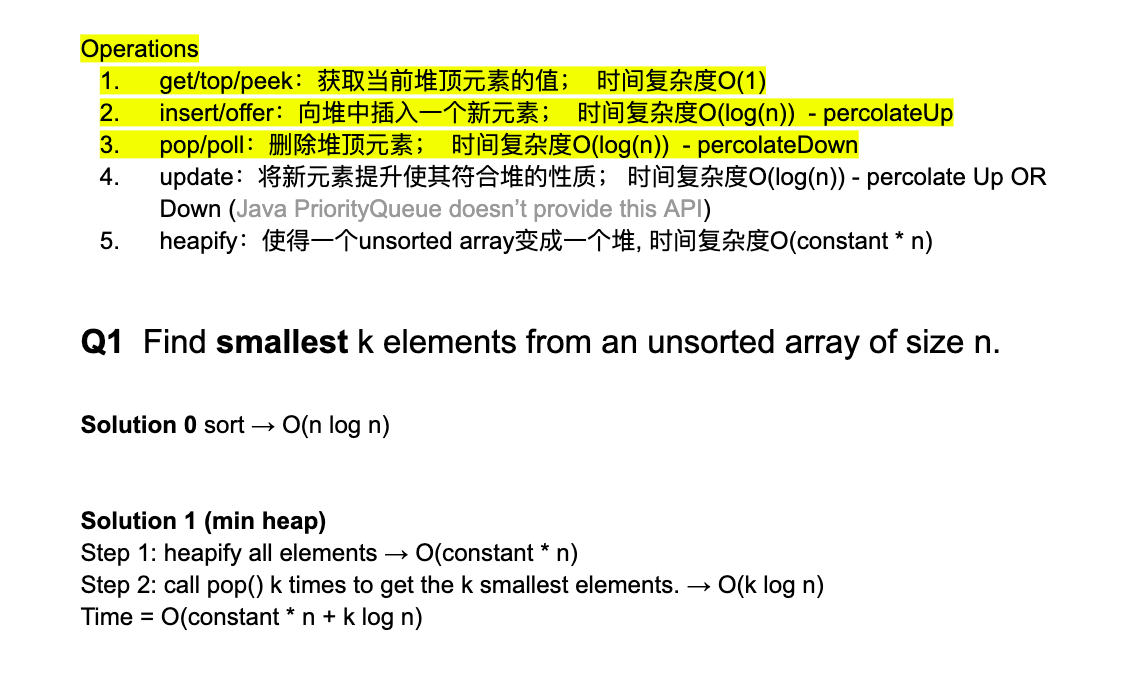 Operations
1. get/top/peek：获取当前堆顶元素的值； 时间复杂度O(1)
2. insert/offer：向堆中插入一个新元素； 时间复杂度O(log(n)) - percolateUp
3. pop/poll：删除堆顶元素； 时间复杂度O(log(n)) - percolateDown
4. update：将新元素提升使其符合堆的性质； 时间复杂度O(log(n)) - percolate Up OR
Down (Java PriorityQueue doesn’t provide this API)
5. heapify：使得一个unsorted array变成一个堆, 时间复杂度O(constant * n)
Q1 Find smallest k elements from an unsorted array of size n.
Solution 0 sort → O(n log n)
Solution 1 (min heap)
Step 1: heapify all elements → O(constant * n)
Step 2: call pop() k times to get the k smallest elements. → O(k log n)
Time = O(constant * n + k log n)